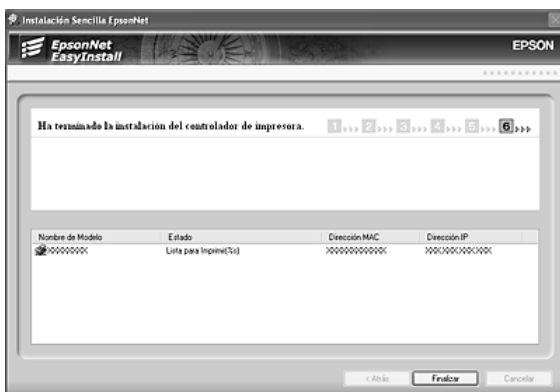 Instalación Sencilla EpsonNet
EpsonNet
EasyInstall
EPSON
Ha terminado la instalación del controlador de impresora.
1 2 3 4 5 6
Nombre de Modelo Estado Dirección MAC Dirección IP
XXXXXXXX Lista para Imprimir(%s) XXXXXXXXXXXX XXX.XXX.XXX.XXX
< Atrás Finalizar Cancelar